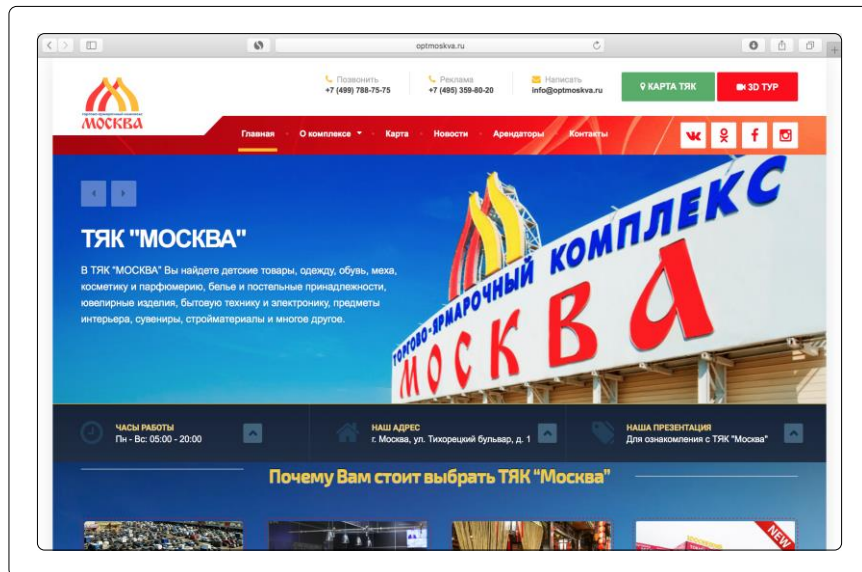 optmoskva.ru
Позвонить
+7 (499) 788-75-75
Реклама
+7 (495) 359-80-20
Написать
info@optmoskva.ru
КАРТА ТЯК
3D ТУР
МОСКВА
Главная
О комплексе
Карта
Новости
Арендаторы
Контакты
ТЯК "МОСКВА"
В ТЯК "МОСКВА" Вы найдете детские товары, одежду, обувь, меха,
косметику и парфюмерию, белье и постельные принадлежности,
ювелирные изделия, бытовую технику и электронику, предметы
интерьера, сувениры, стройматериалы и многое другое.
ТОРГОВО-ЯРМАРОЧНЫЙ КОМПЛЕКС
МОСКВА
ЧАСЫ РАБОТЫ
Пн - Вс: 05:00 - 20:00
НАШ АДРЕС
г. Москва, ул. Тихорецкий бульвар, д. 1
НАША ПРЕЗЕНТАЦИЯ
Для ознакомления с ТЯК "Москва"
Почему Вам стоит выбрать ТЯК “Москва”
NEW